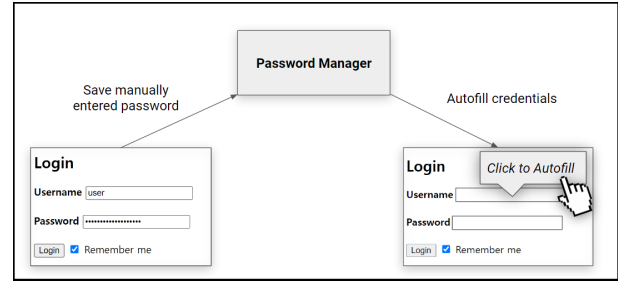 Password Manager
Save manually
entered password
Autofill credentials
Login
Username user
Password ••••••••••••••••••••
Login Remember me
Login
Click to Autofill
Username
Password
Login Remember me